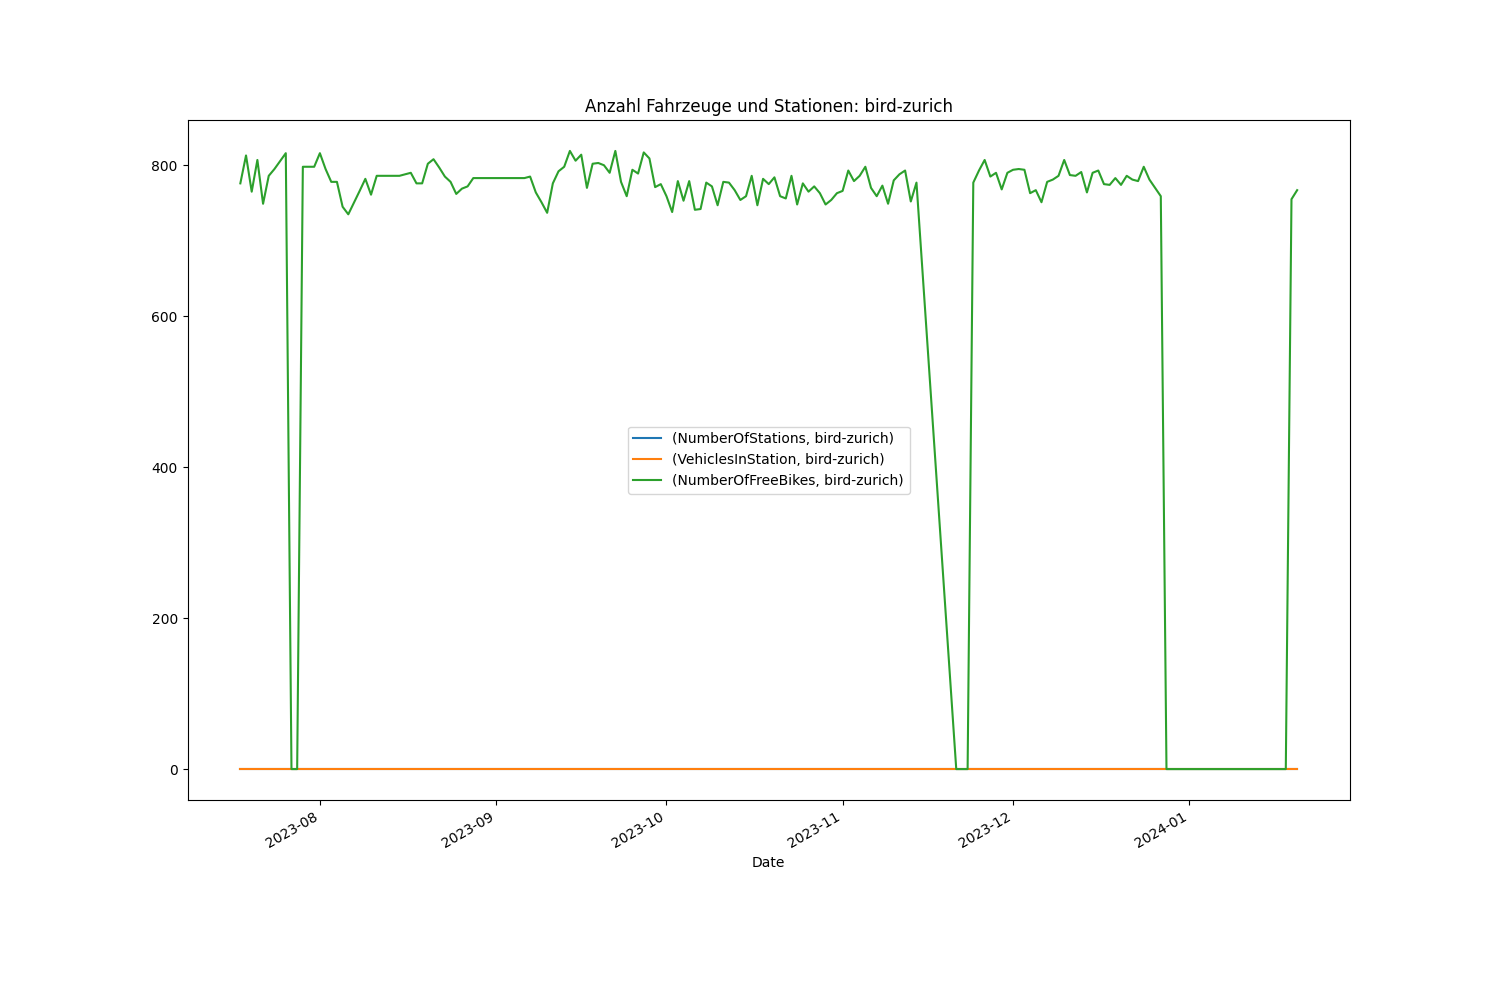 Anzahl Fahrzeuge und Stationen: bird-zurich
800
600
400
200
0
(NumberOfStations, bird-zurich)
(VehiclesInStation, bird-zurich)
(NumberOfFreeBikes, bird-zurich)
2023-08
2023-09
2023-10
2023-11
2023-12
2024-01
Date